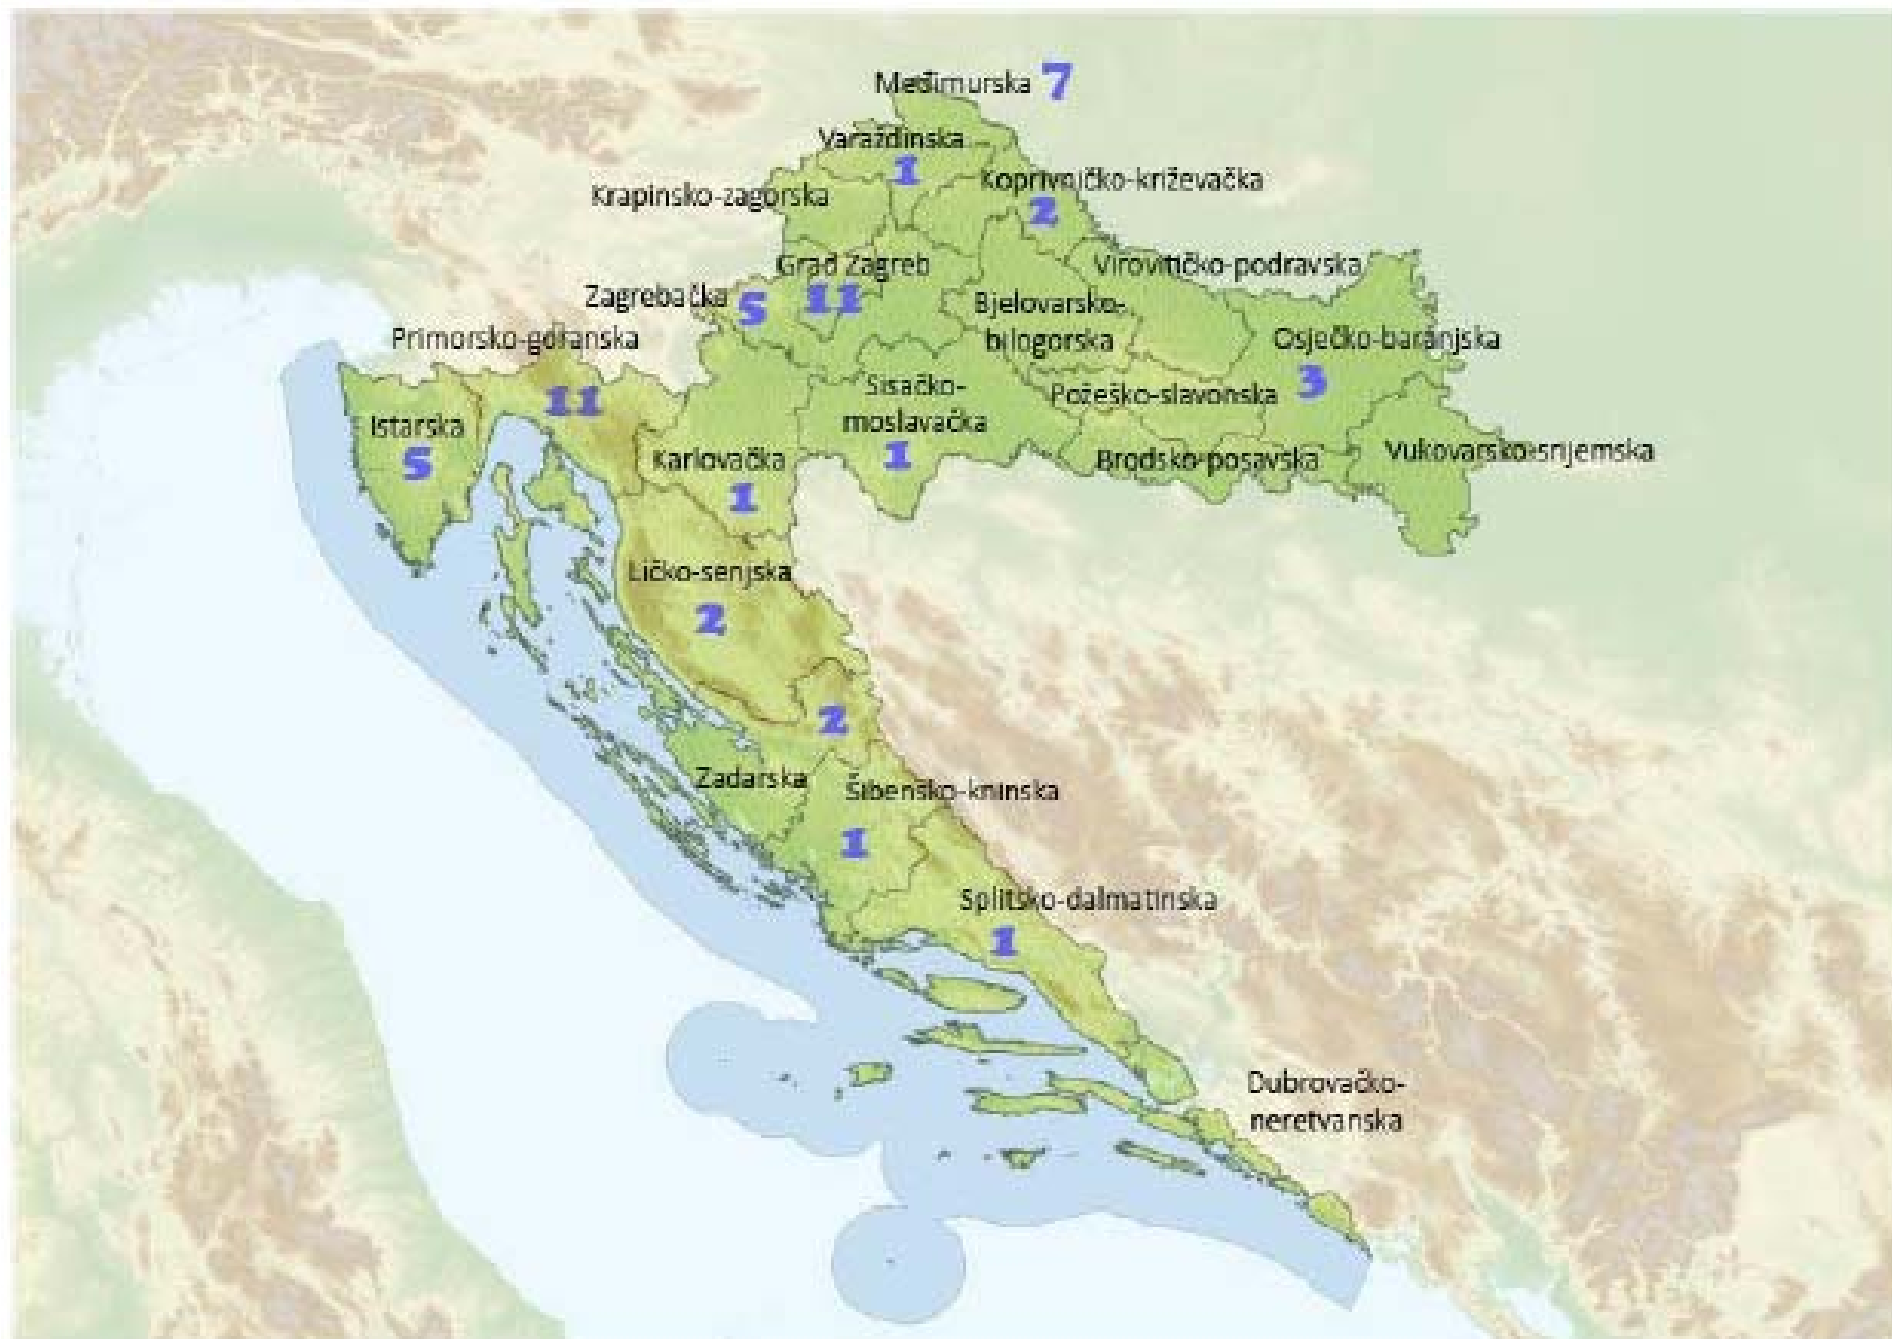 Međimurska 7
Varaždinska
1
Koprivničko-križevačka
2
Krapinsko-zagorska
Grad Zagreb
11
Virovitičko-podravska
Zagrebačka 5
Bjelovarsko-
bilogorska
Primorsko-goranska
11
Osječko-baranjska
3
Sisačko-
moslavačka
1
Požeško-slavonska
Istarska
5
Karlovačka
1
Brodsko-posavska
Vukovarsko-srijemska
Ličko-senjska
2
2
Zadarska
Šibensko-kninska
1
Splitsko-dalmatinska
1
Dubrovačko-
neretvanska